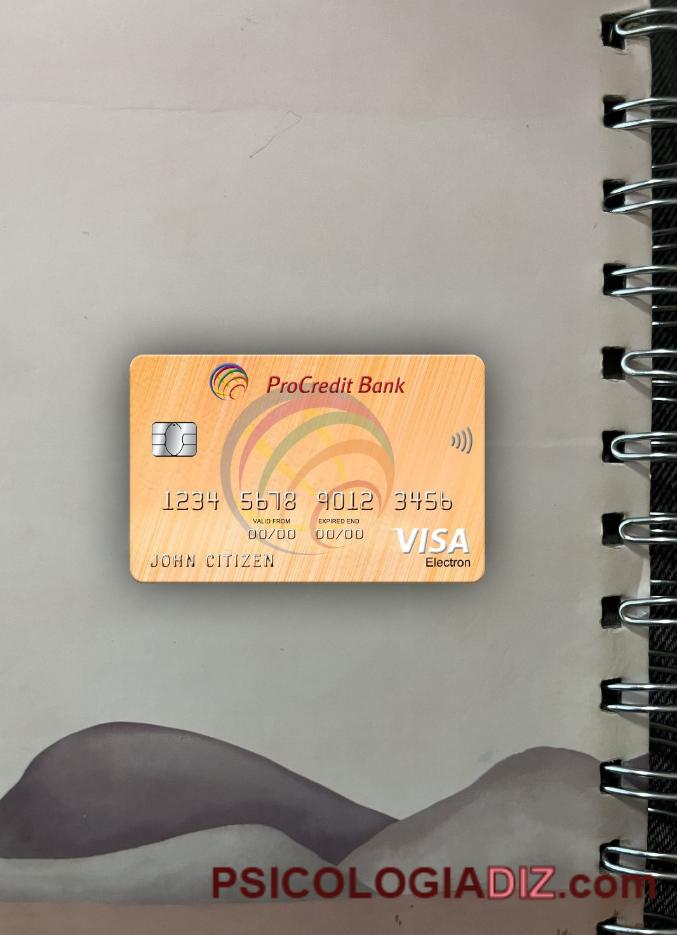 ProCredit Bank
1234 5678 9012 3456
VALID FROM EXPIRED END
00/00 00/00
VISA
Electron
JOHN CITIZEN
PSICOLOGIADIZ.com